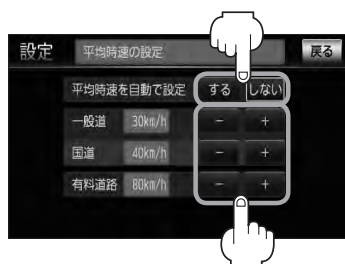 設定 平均時速の設定 戻る
平均時速を自動で設定 する しない
一般道 30km/h － ＋
国道 40km/h － ＋
有料道路 80km/h － ＋